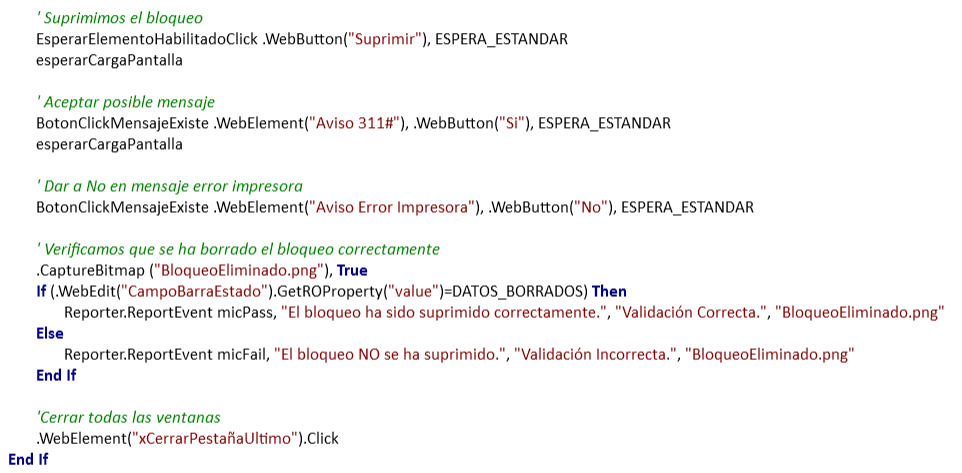 ' Suprimimos el bloqueo
EsperarElementoHabilitadoClick .WebButton("Suprimir"), ESPERA_ESTANDAR
esperarCargaPantalla
' Aceptar posible mensaje
BotonClickMensajeExiste .WebElement("Aviso 311#"), .WebButton("Si"), ESPERA_ESTANDAR
esperarCargaPantalla
' Dar a No en mensaje error impresora
BotonClickMensajeExiste .WebElement("Aviso Error Impresora"), .WebButton("No"), ESPERA_ESTANDAR
' Verificamos que se ha borrado el bloqueo correctamente
.CaptureBitmap ("BloqueoEliminado.png"), True
If (.WebEdit("CampoBarraEstado").GetROProperty("value")=DATOS_BORRADOS) Then
Reporter.ReportEvent micPass, "El bloqueo ha sido suprimido correctamente.", "Validación Correcta.", "BloqueoEliminado.png"
Else
Reporter.ReportEvent micFail, "El bloqueo NO se ha suprimido.", "Validación Incorrecta.", "BloqueoEliminado.png"
End If
'Cerrar todas las ventanas
.WebElement("xCerrarPestañaUltimo").Click
End If